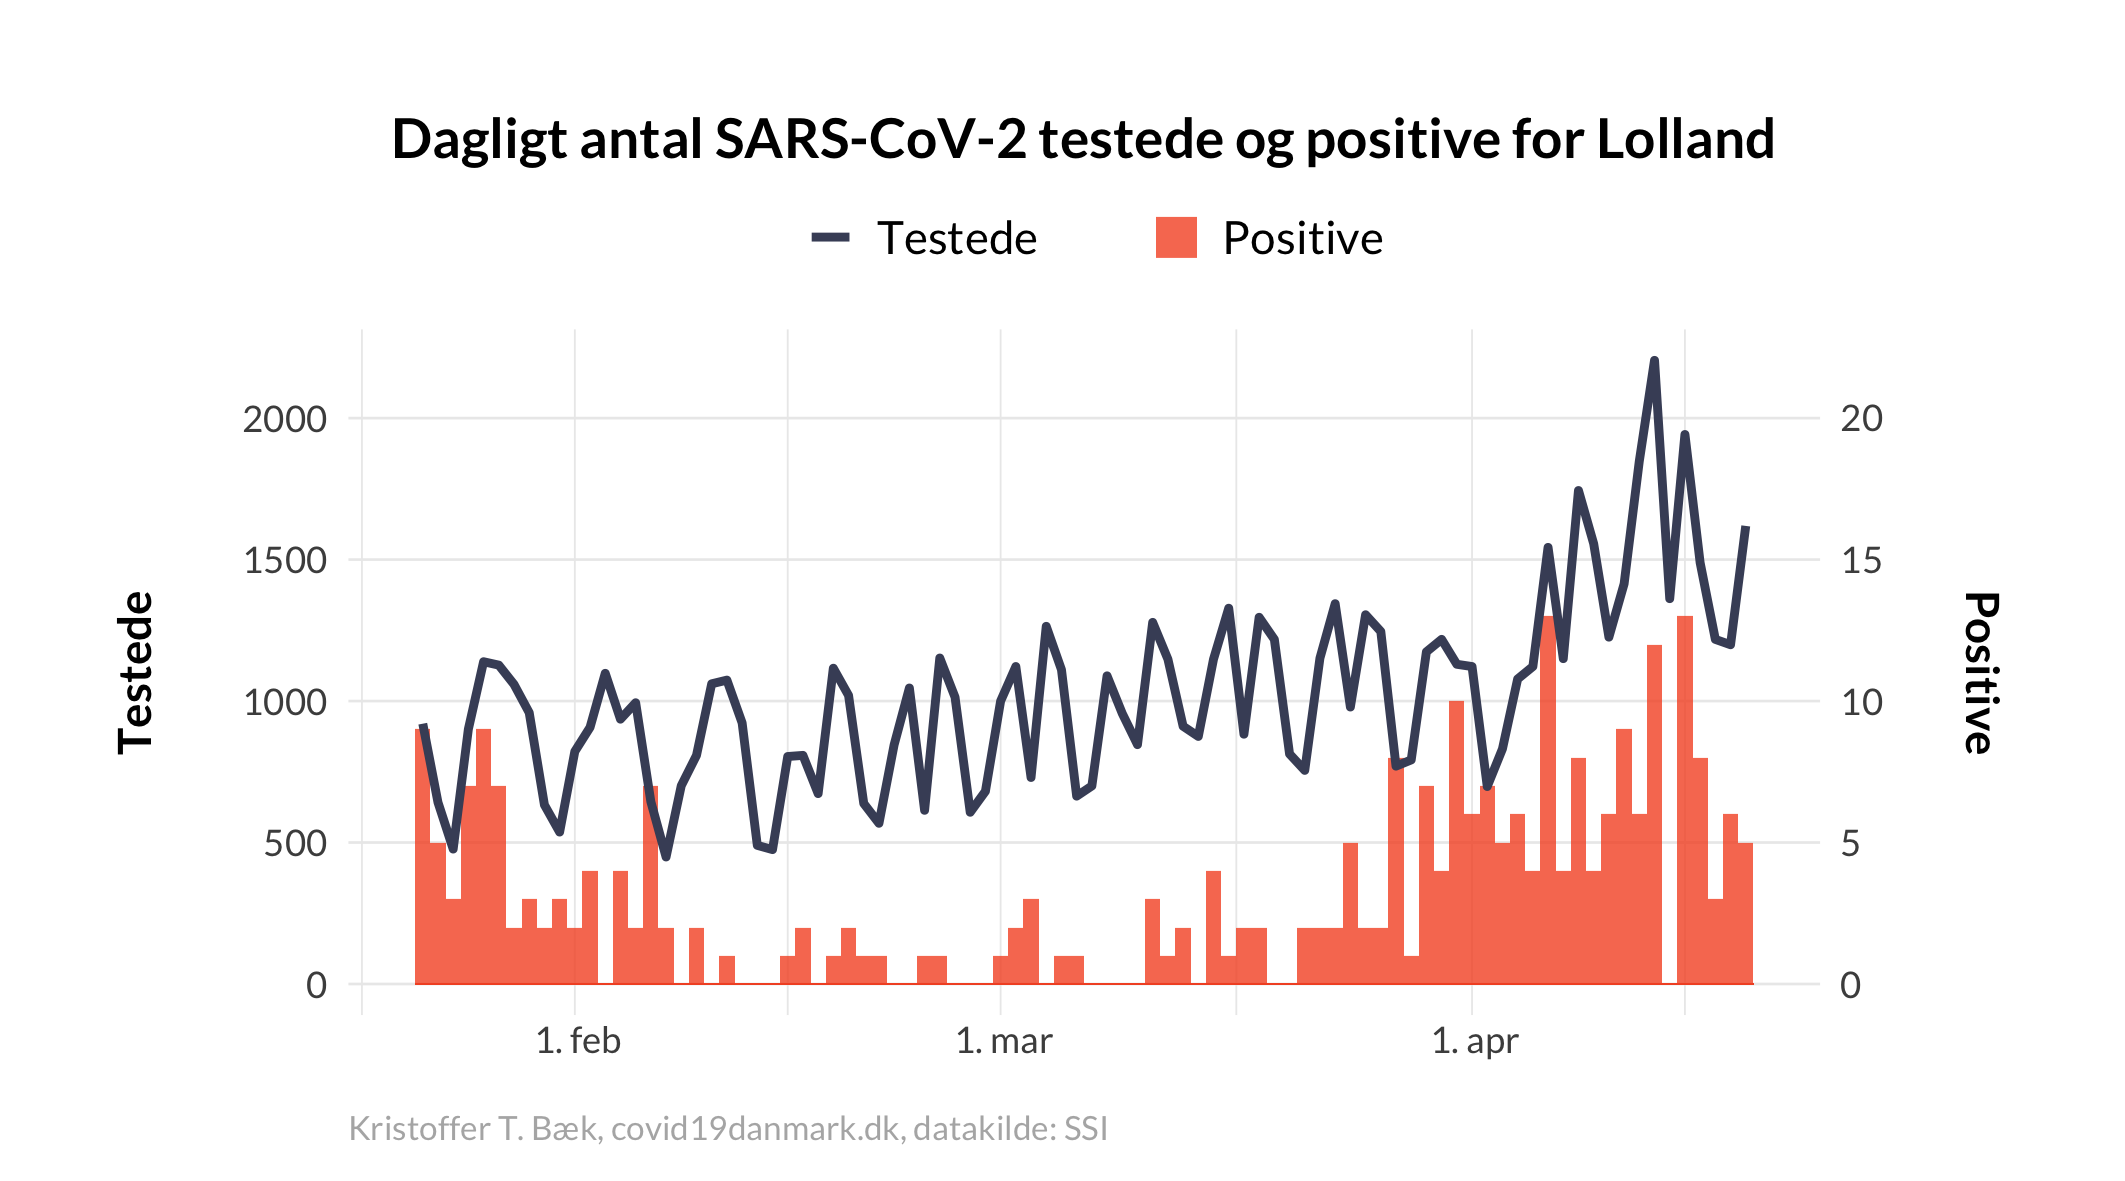 Dagligt antal SARS-CoV-2 testede og positive for Lolland
Testede Positive
2000 20
1500 15
1000 10
500 5
0 0
Testede
Positive
1. feb 1. mar 1. apr
Kristoffer T. Bæk, covid19danmark.dk, datakilde: SSI